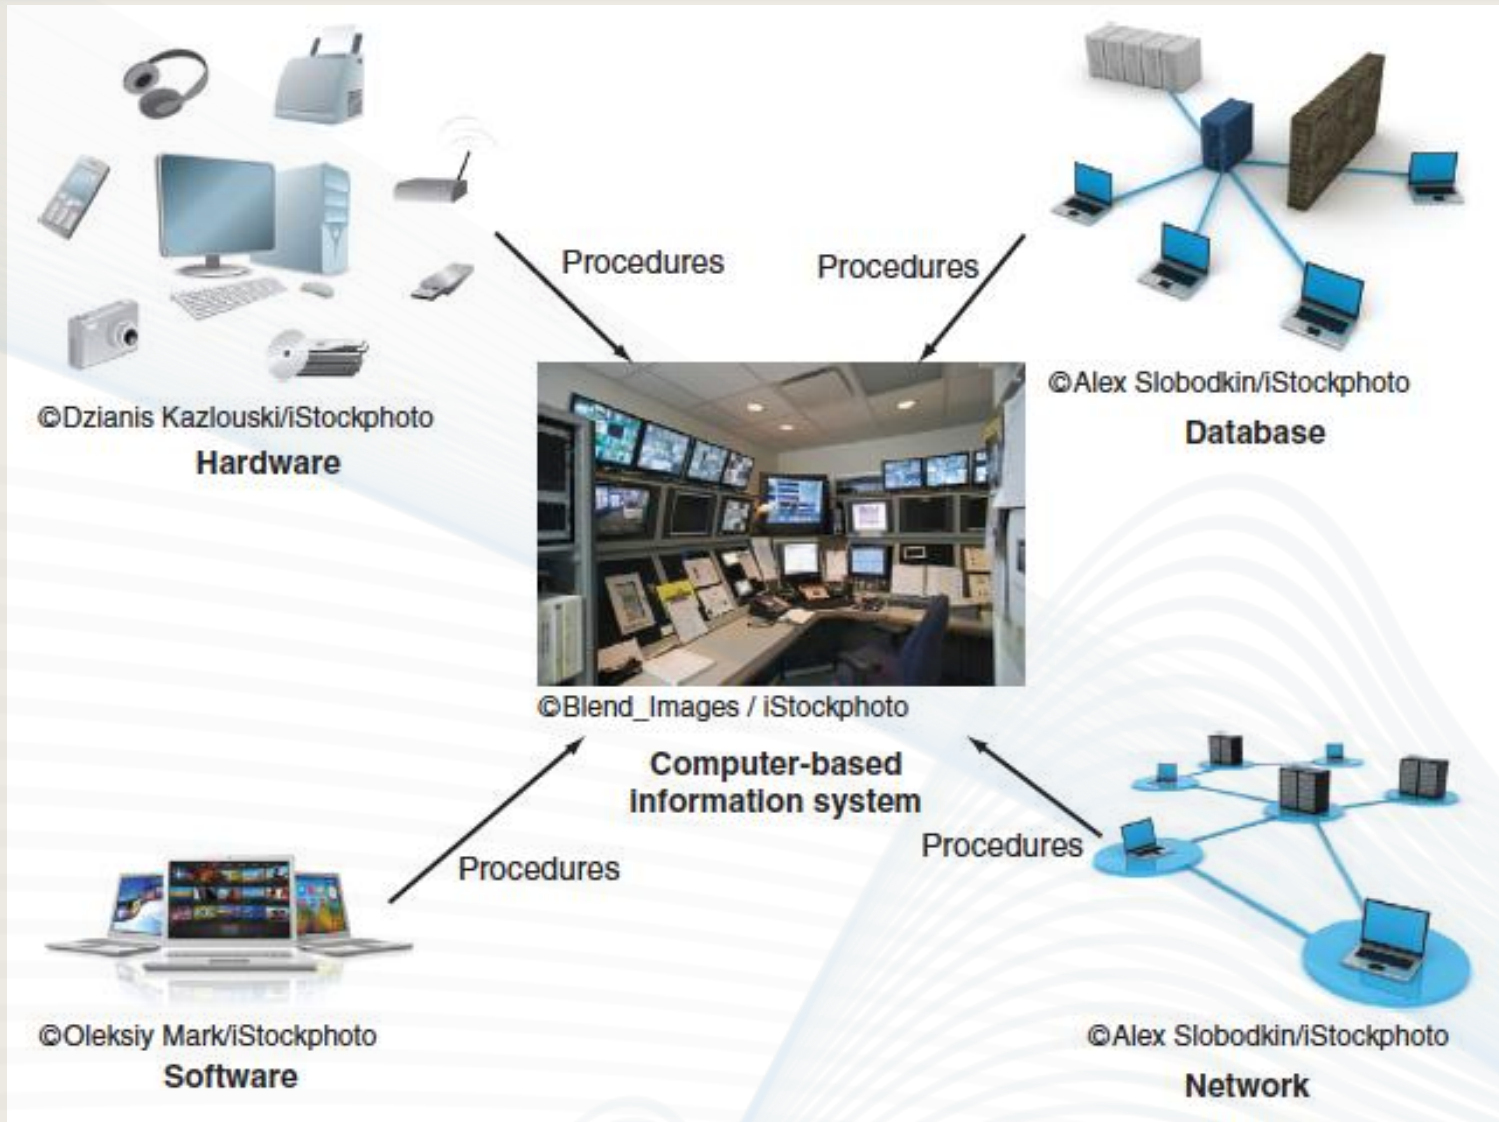 Procedures
Procedures
©Alex Slobodkin/iStockphoto
Database
©Dzianis Kazlouski/iStockphoto
Hardware
©Blend_Images / iStockphoto
Computer-based
information system
Procedures
Procedures
©Oleksiy Mark/iStockphoto
Software
©Alex Slobodkin/iStockphoto
Network